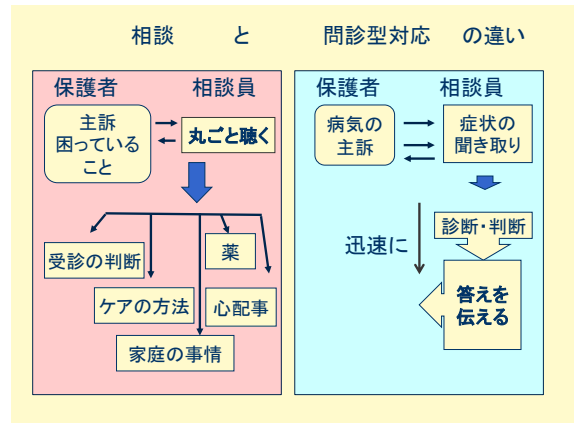 相談 と 問診型対応 の違い
保護者 相談員
主訴
困っている
こと
丸ごと聴く
受診の判断
薬
ケアの方法
心配事
家庭の事情
保護者 相談員
病気の
主訴
症状の
聞き取り
迅速に
診断・判断
答えを
伝える